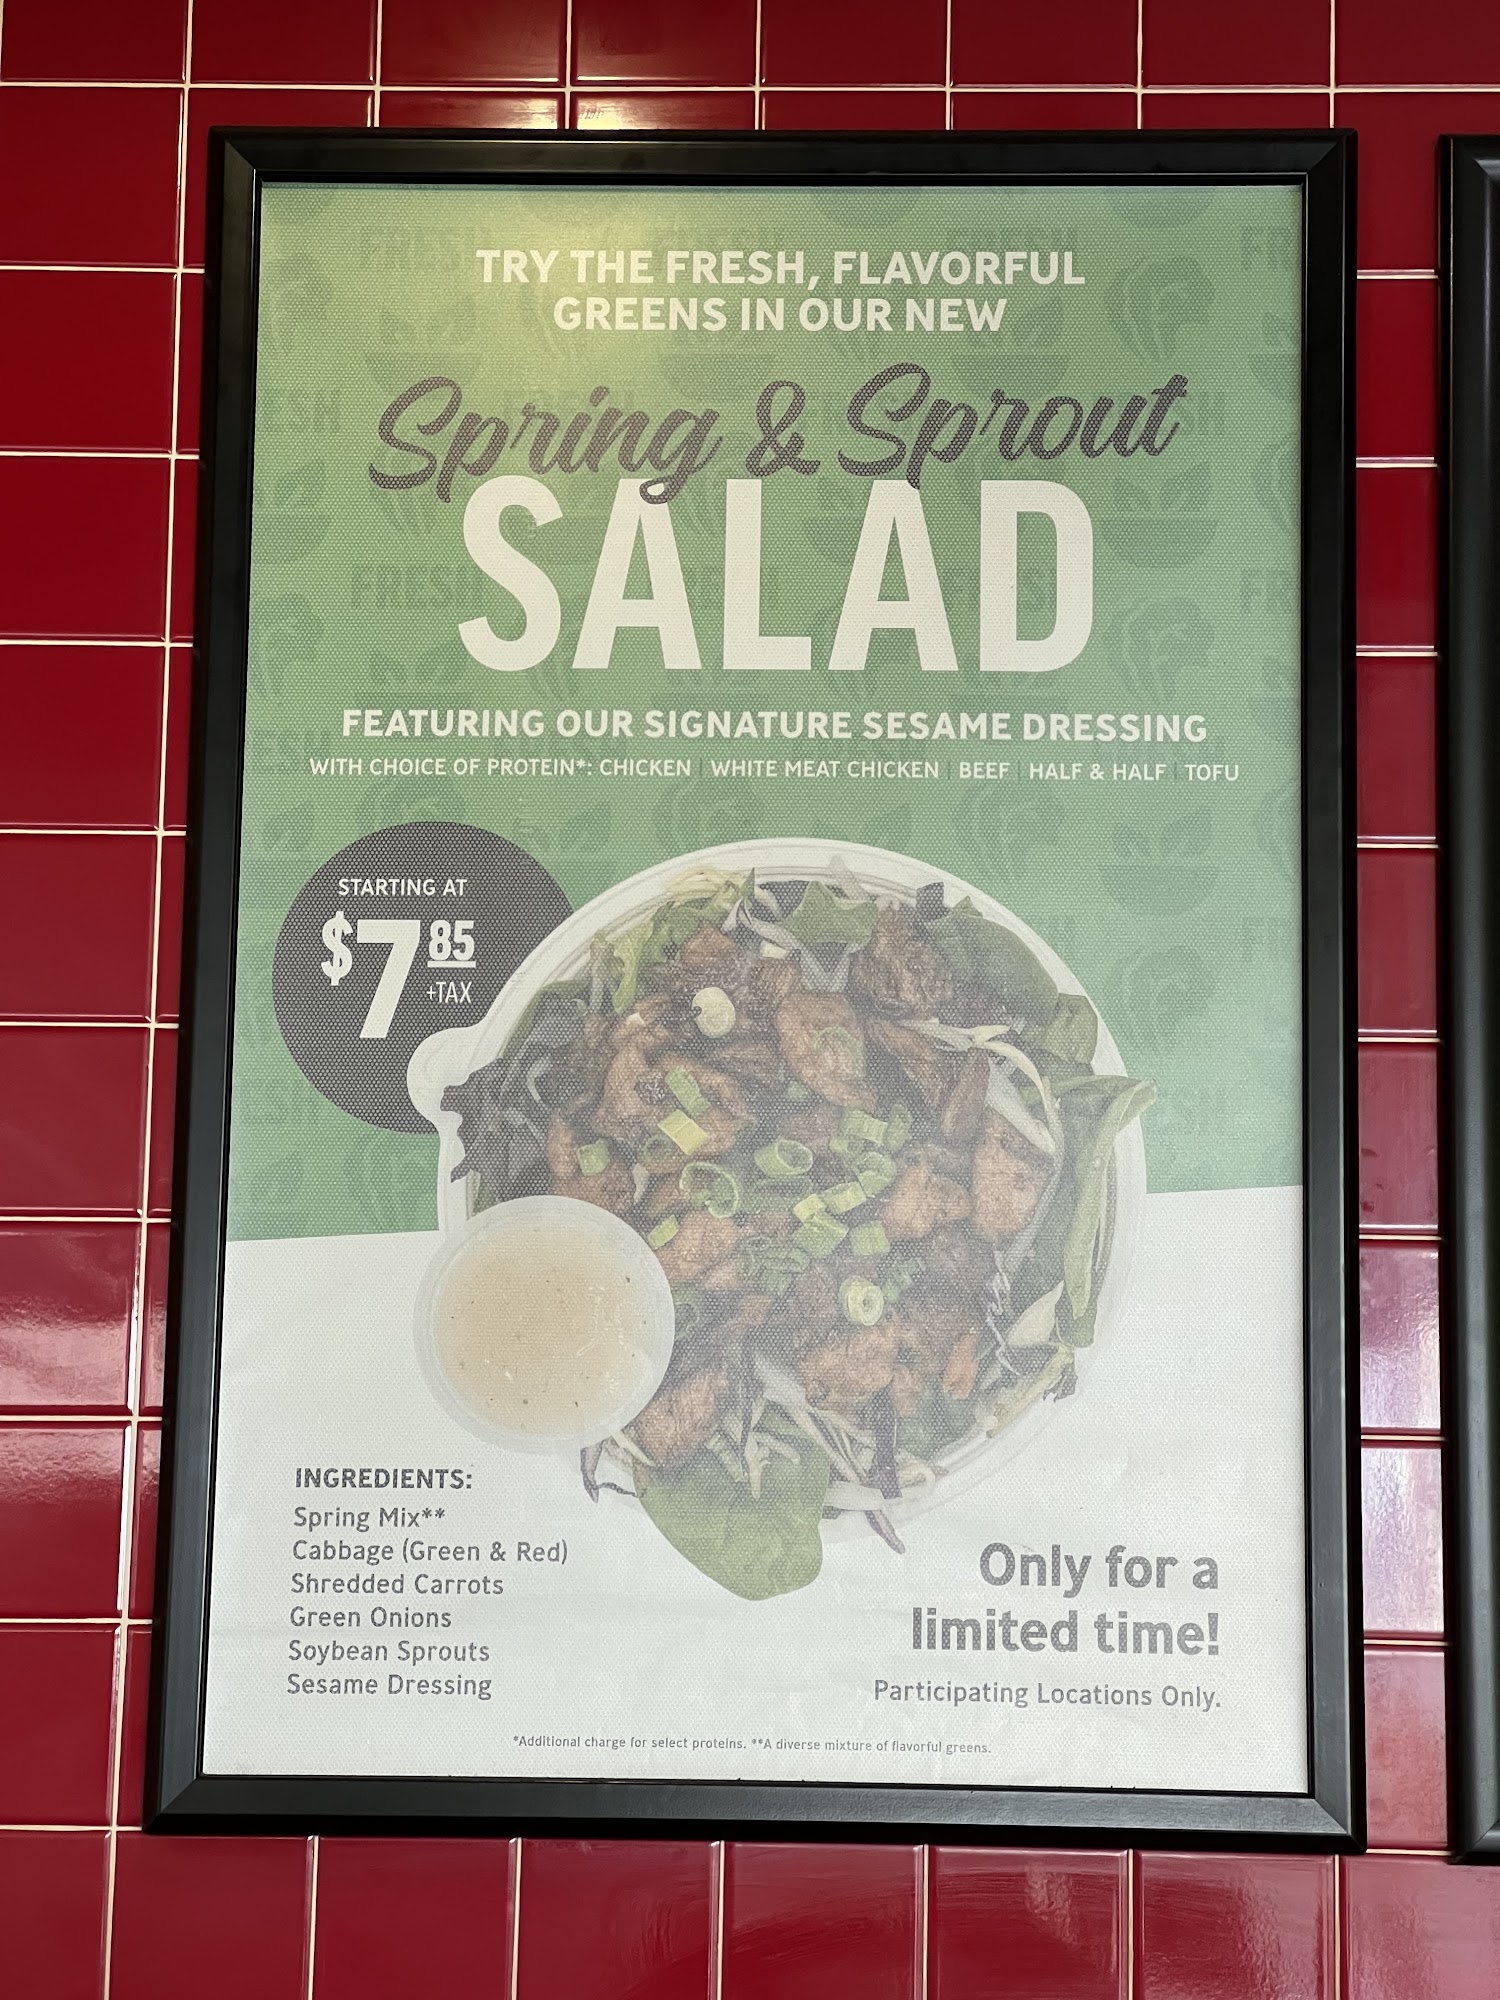 TRY THE FRESH, FLAVORFUL
GREENS IN OUR NEW
Spring & Sprout
SALAD
FEATURING OUR SIGNATURE SESAME DRESSING
WITH CHOICE OF PROTEIN*: CHICKEN | WHITE MEAT CHICKEN | BEEF | HALF & HALF | TOFU
STARTING AT
$7 85
+TAX
INGREDIENTS:
Spring Mix**
Cabbage (Green & Red)
Shredded Carrots
Green Onions
Soybean Sprouts
Sesame Dressing
Only for a
limited time!
Participating Locations Only.
*Additional charge for select proteins. **A diverse mixture of flavorful greens.